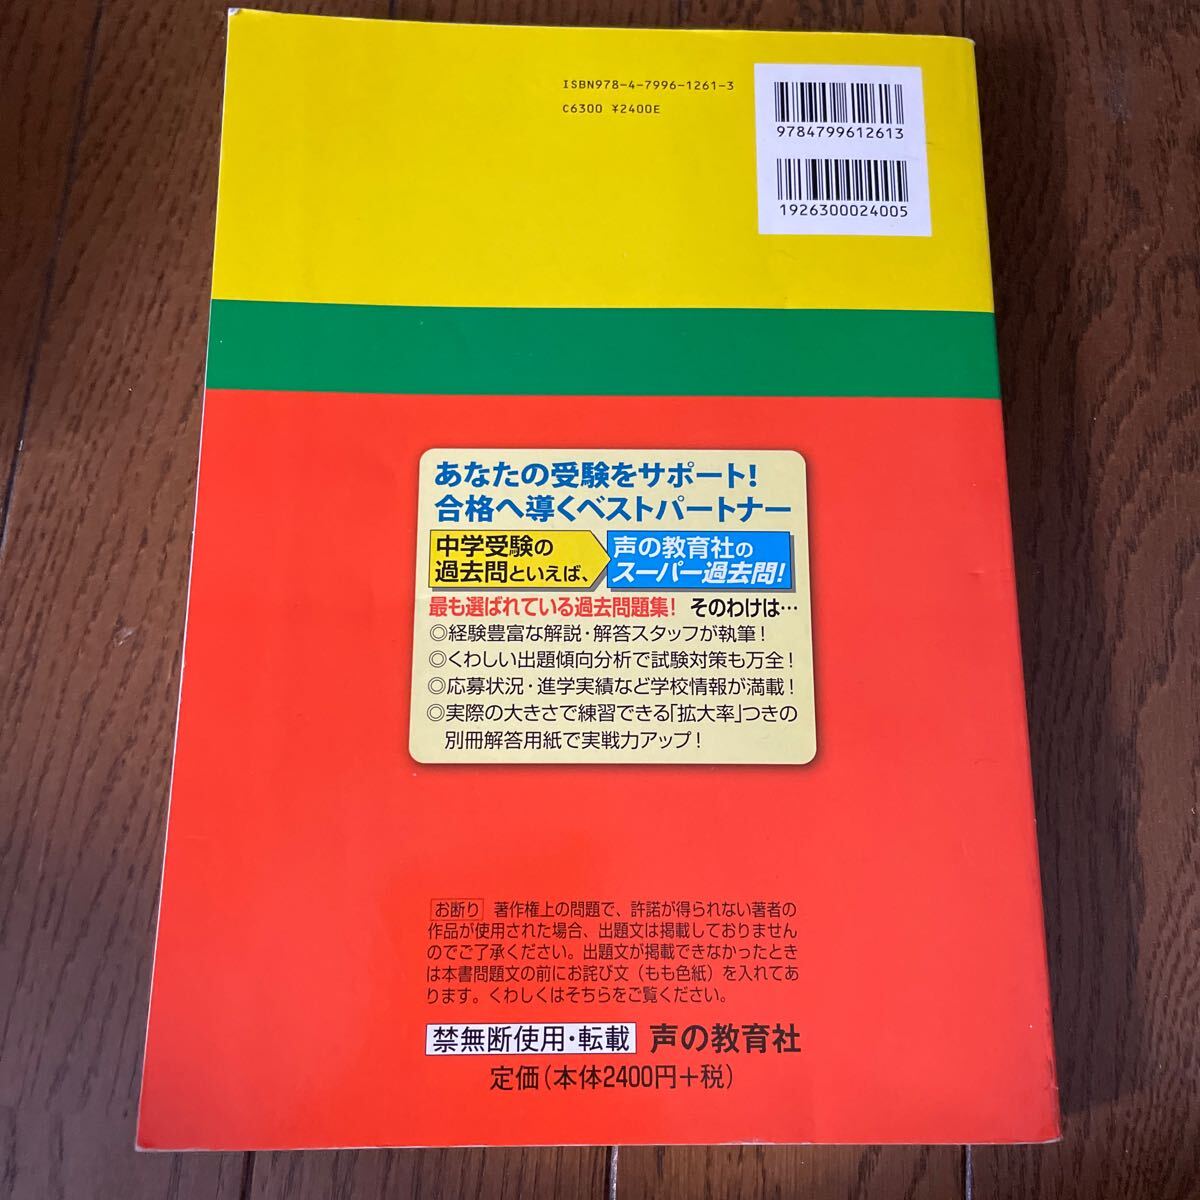 ISBN978-4-7996-1261-3
C6300 ¥2400E
9784799612613
1926300024005
あなたの受験をサポート!
合格へ導くベストパートナー
中学受験の
過去問といえば、
声の教育社の
スーパー過去問!
最も選ばれている過去問題集! そのわけは…
◎経験豊富な解説・解答スタッフが執筆!
◎くわしい出題傾向分析で試験対策も万全!
◎応募状況・進学実績など学校情報が満載!
◎実際の大きさで練習できる「拡大率」つきの
別冊解答用紙で実戦力アップ!
お断り 著作権上の問題で、許諾が得られない著者の
作品が使用された場合、出題文は掲載しておりません
のでご了承ください。出題文が掲載できなかったとき
は本書問題文の前にお詫び文（もも色紙）を入れてあ
ります。くわしくはそちらをご覧ください。
禁無断使用・転載 声の教育社
定価(本体2400円+税)